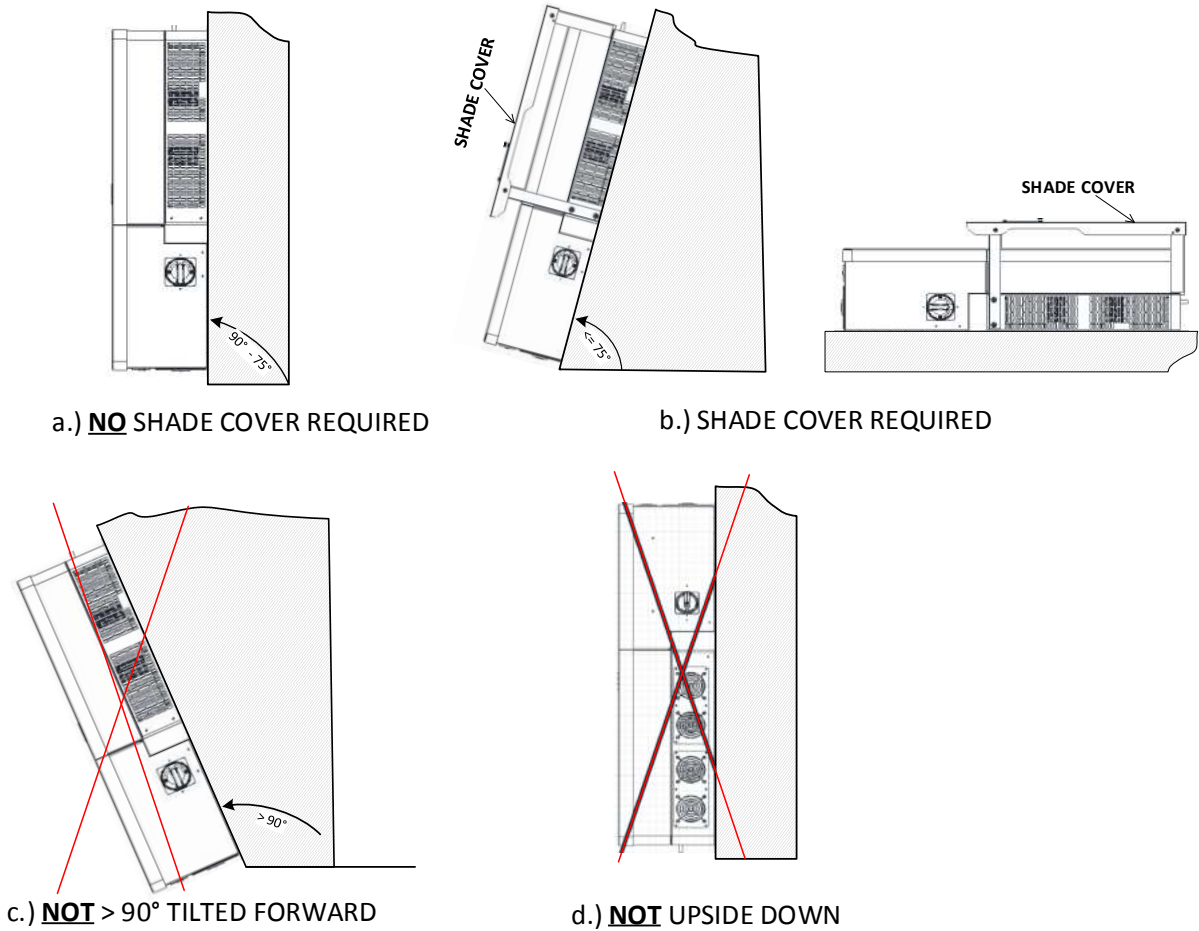 SHADE COVER
SHADE COVER
90° - 75°
<= 75°
a.) NO SHADE COVER REQUIRED
b.) SHADE COVER REQUIRED
> 90°
c.) NOT > 90° TILTED FORWARD
d.) NOT UPSIDE DOWN